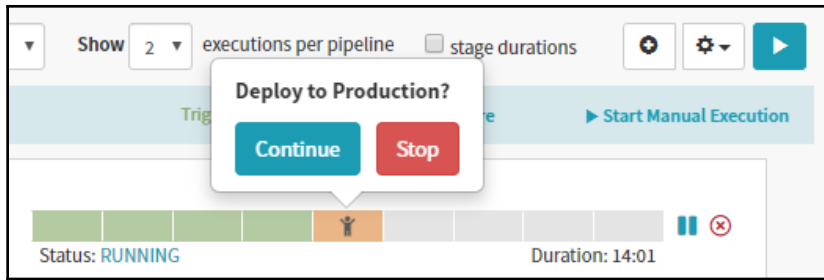 Show 2 executions per pipeline stage durations
Deploy to Production?
Continue Stop
Start Manual Execution
Status: RUNNING Duration: 14:01